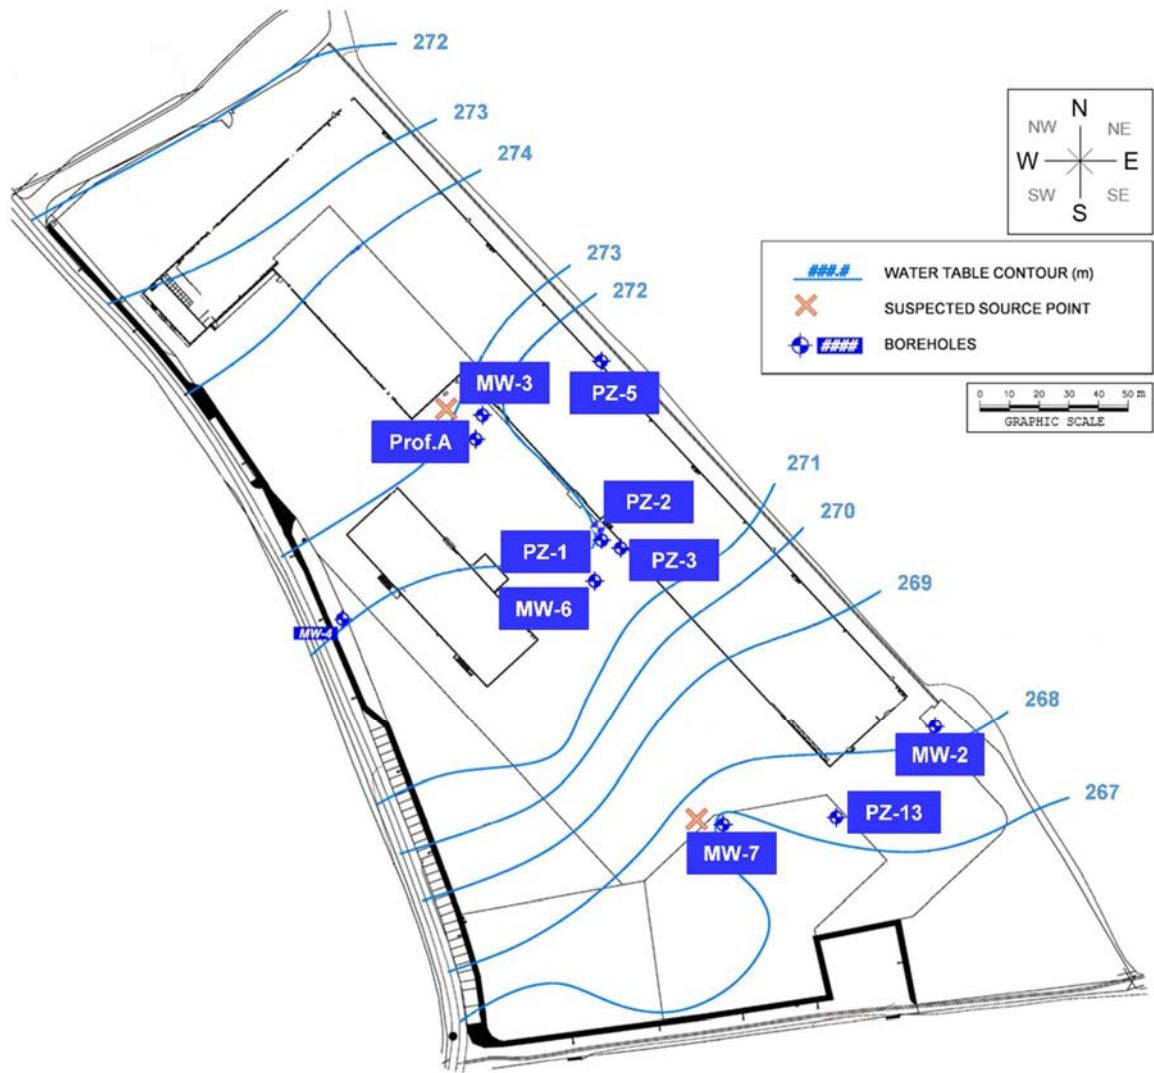 272
273
274
273
272
N
NW NE
W E
SW SE
S
###.# WATER TABLE CONTOUR (m)
SUSPECTED SOURCE POINT
#### BOREHOLES
0 10 20 30 40 50 m
GRAPHIC SCALE
MW-3
PZ-5
Prof.A
271
PZ-2
270
PZ-1
PZ-3
269
MW-6
MW-4
268
MW-2
267
PZ-13
MW-7